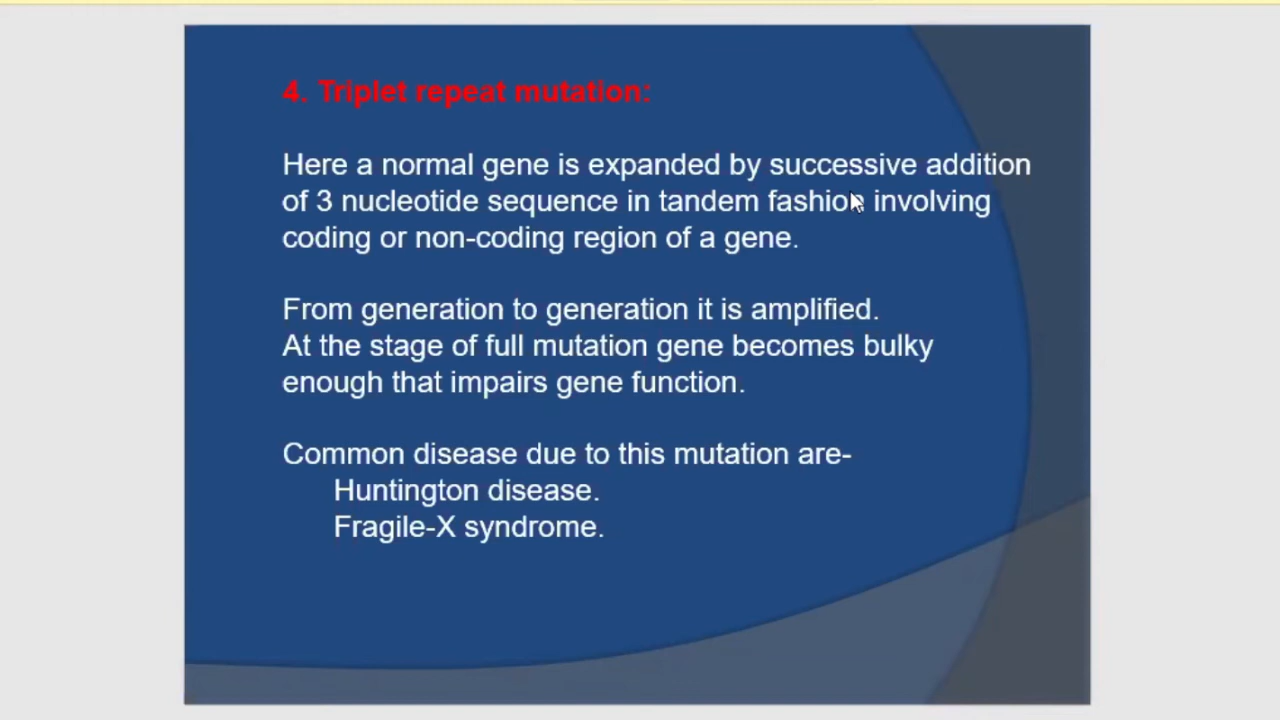 4. Triplet repeat mutation:
Here a normal gene is expanded by successive addition
of 3 nucleotide sequence in tandem fashion involving
coding or non-coding region of a gene.
From generation to generation it is amplified.
At the stage of full mutation gene becomes bulky
enough that impairs gene function.
Common disease due to this mutation are-
Huntington disease.
Fragile-X syndrome.